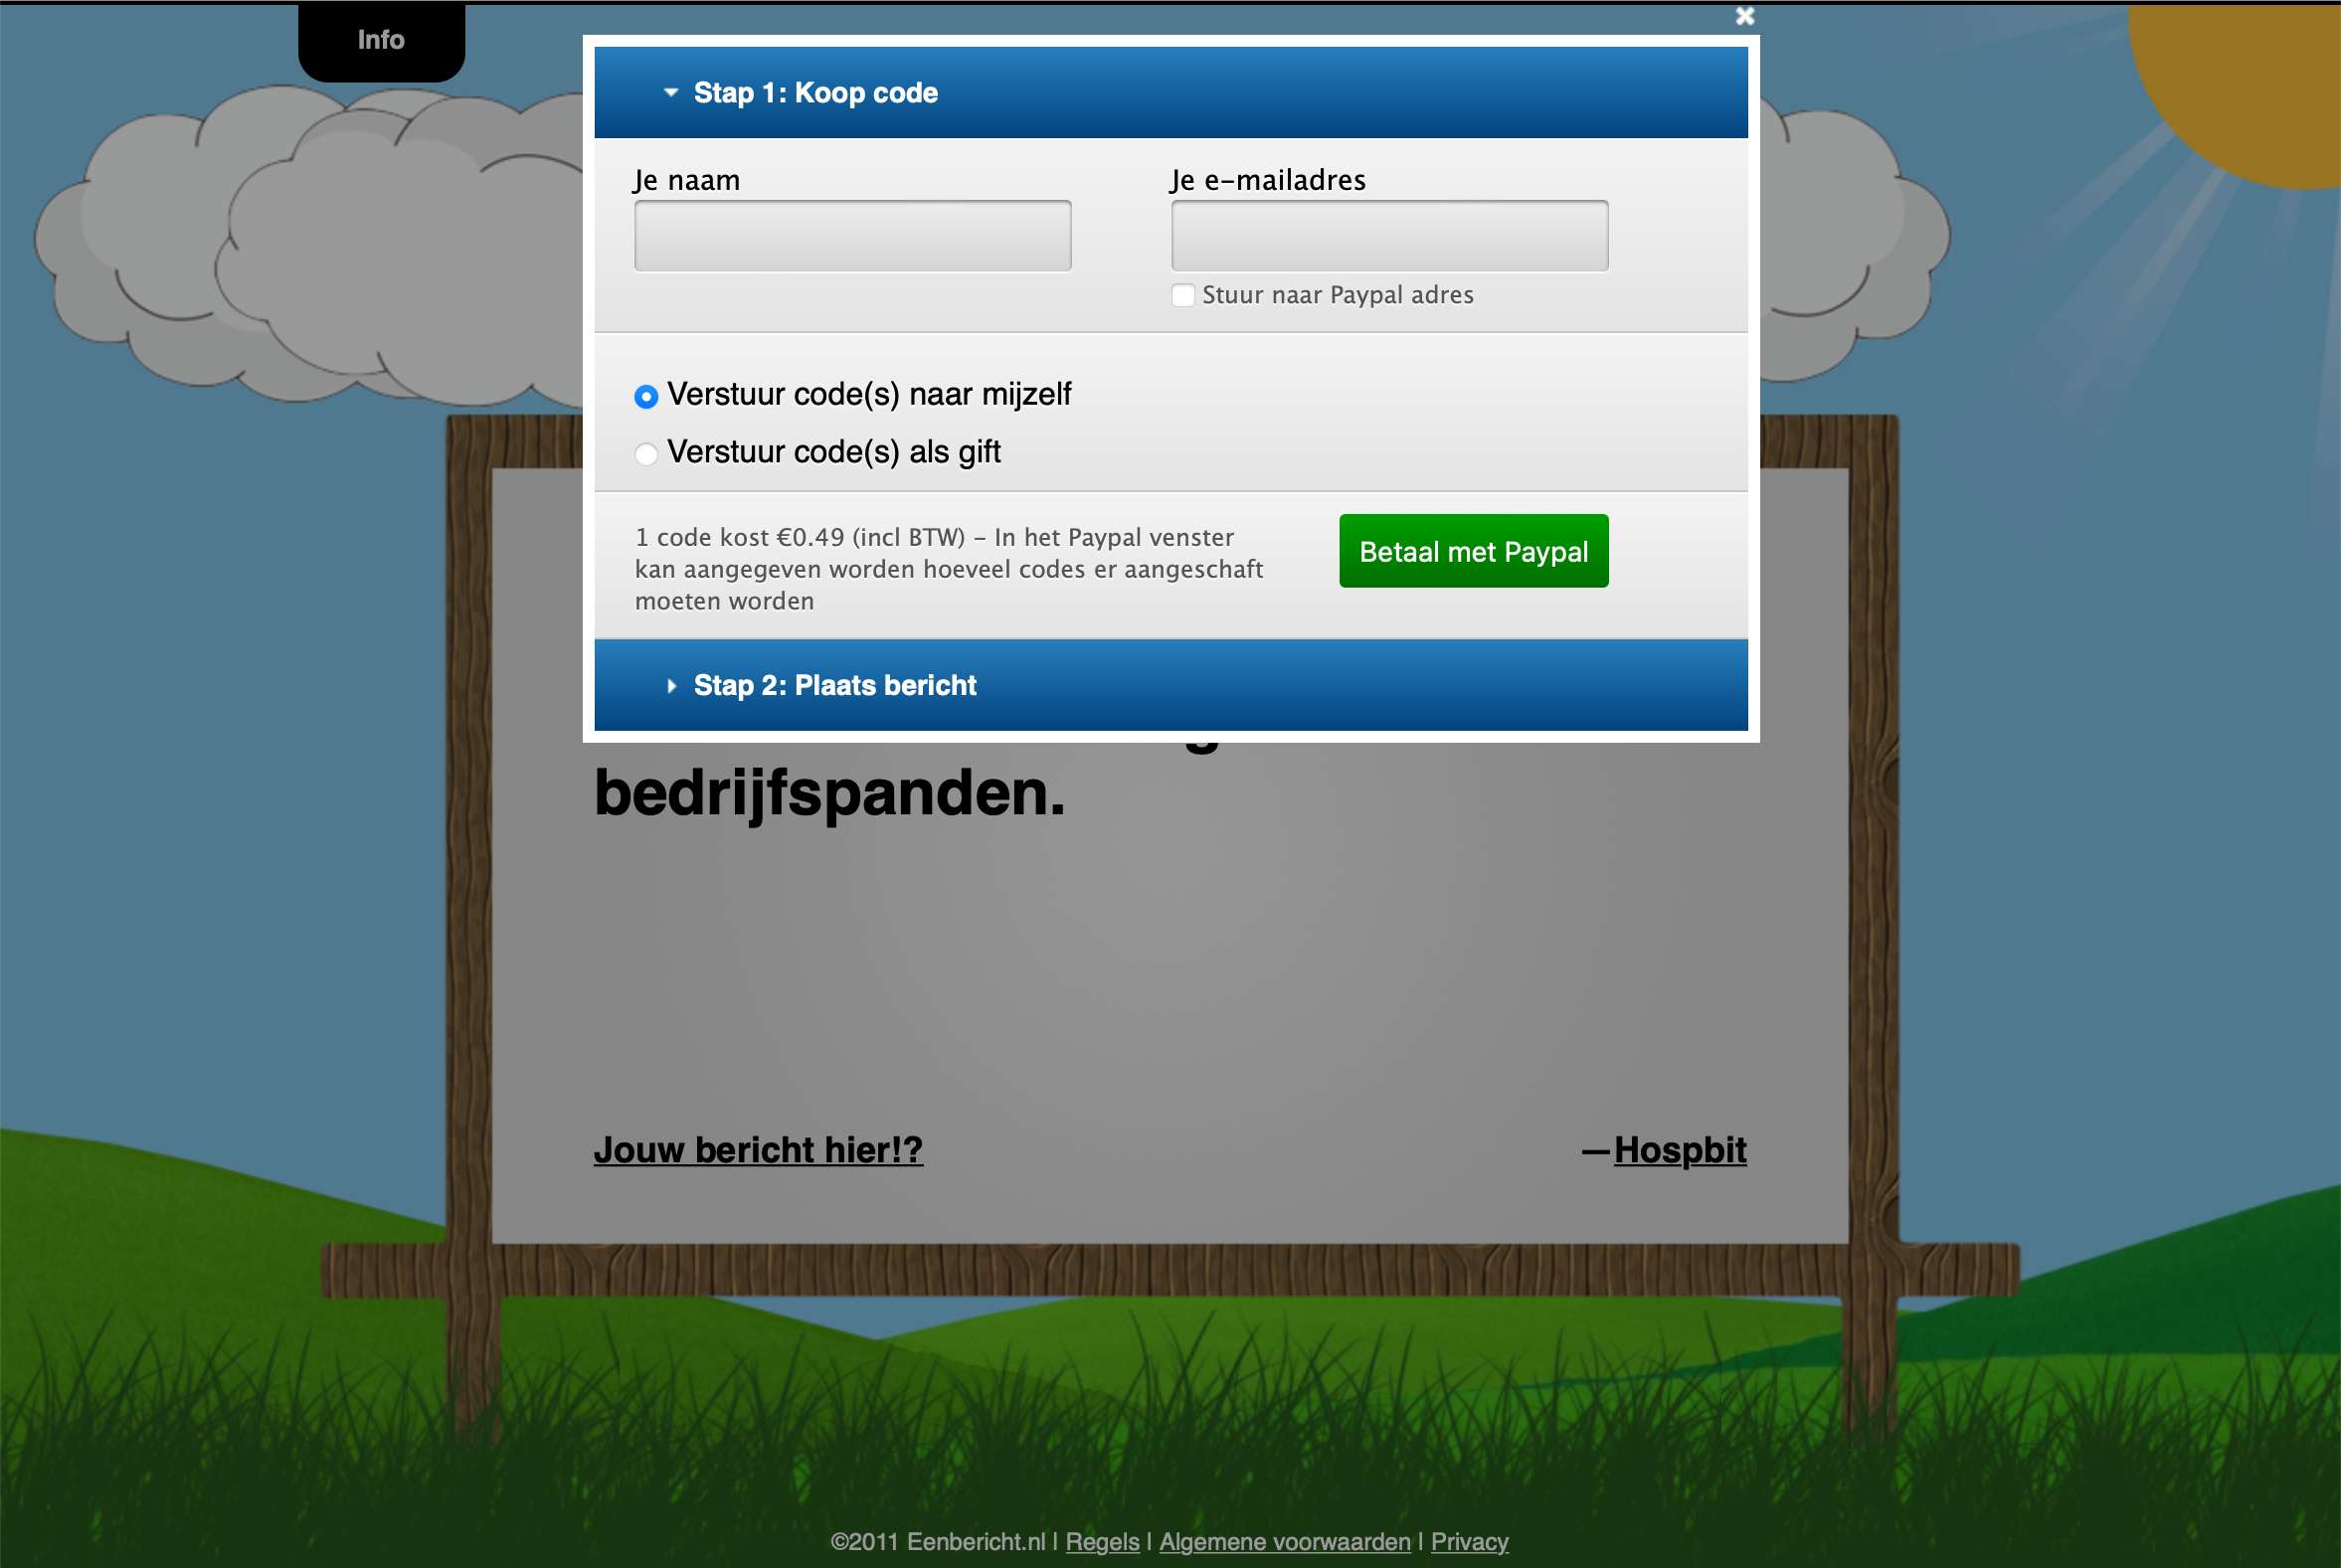 Info
Stap 1: Koop code
Je naam
Je e-mailadres
Stuur naar Paypal adres
Verstuur code(s) naar mijzelf
Verstuur code(s) als gift
1 code kost €0.49 (incl BTW) - In het Paypal venster
kan aangegeven worden hoeveel codes er aangeschaft
moeten worden
Betaal met Paypal
Stap 2: Plaats bericht
bedrijfspanden.
Jouw bericht hier!?
—Hospbit
©2011 Eenbericht.nl | Regels | Algemene voorwaarden | Privacy